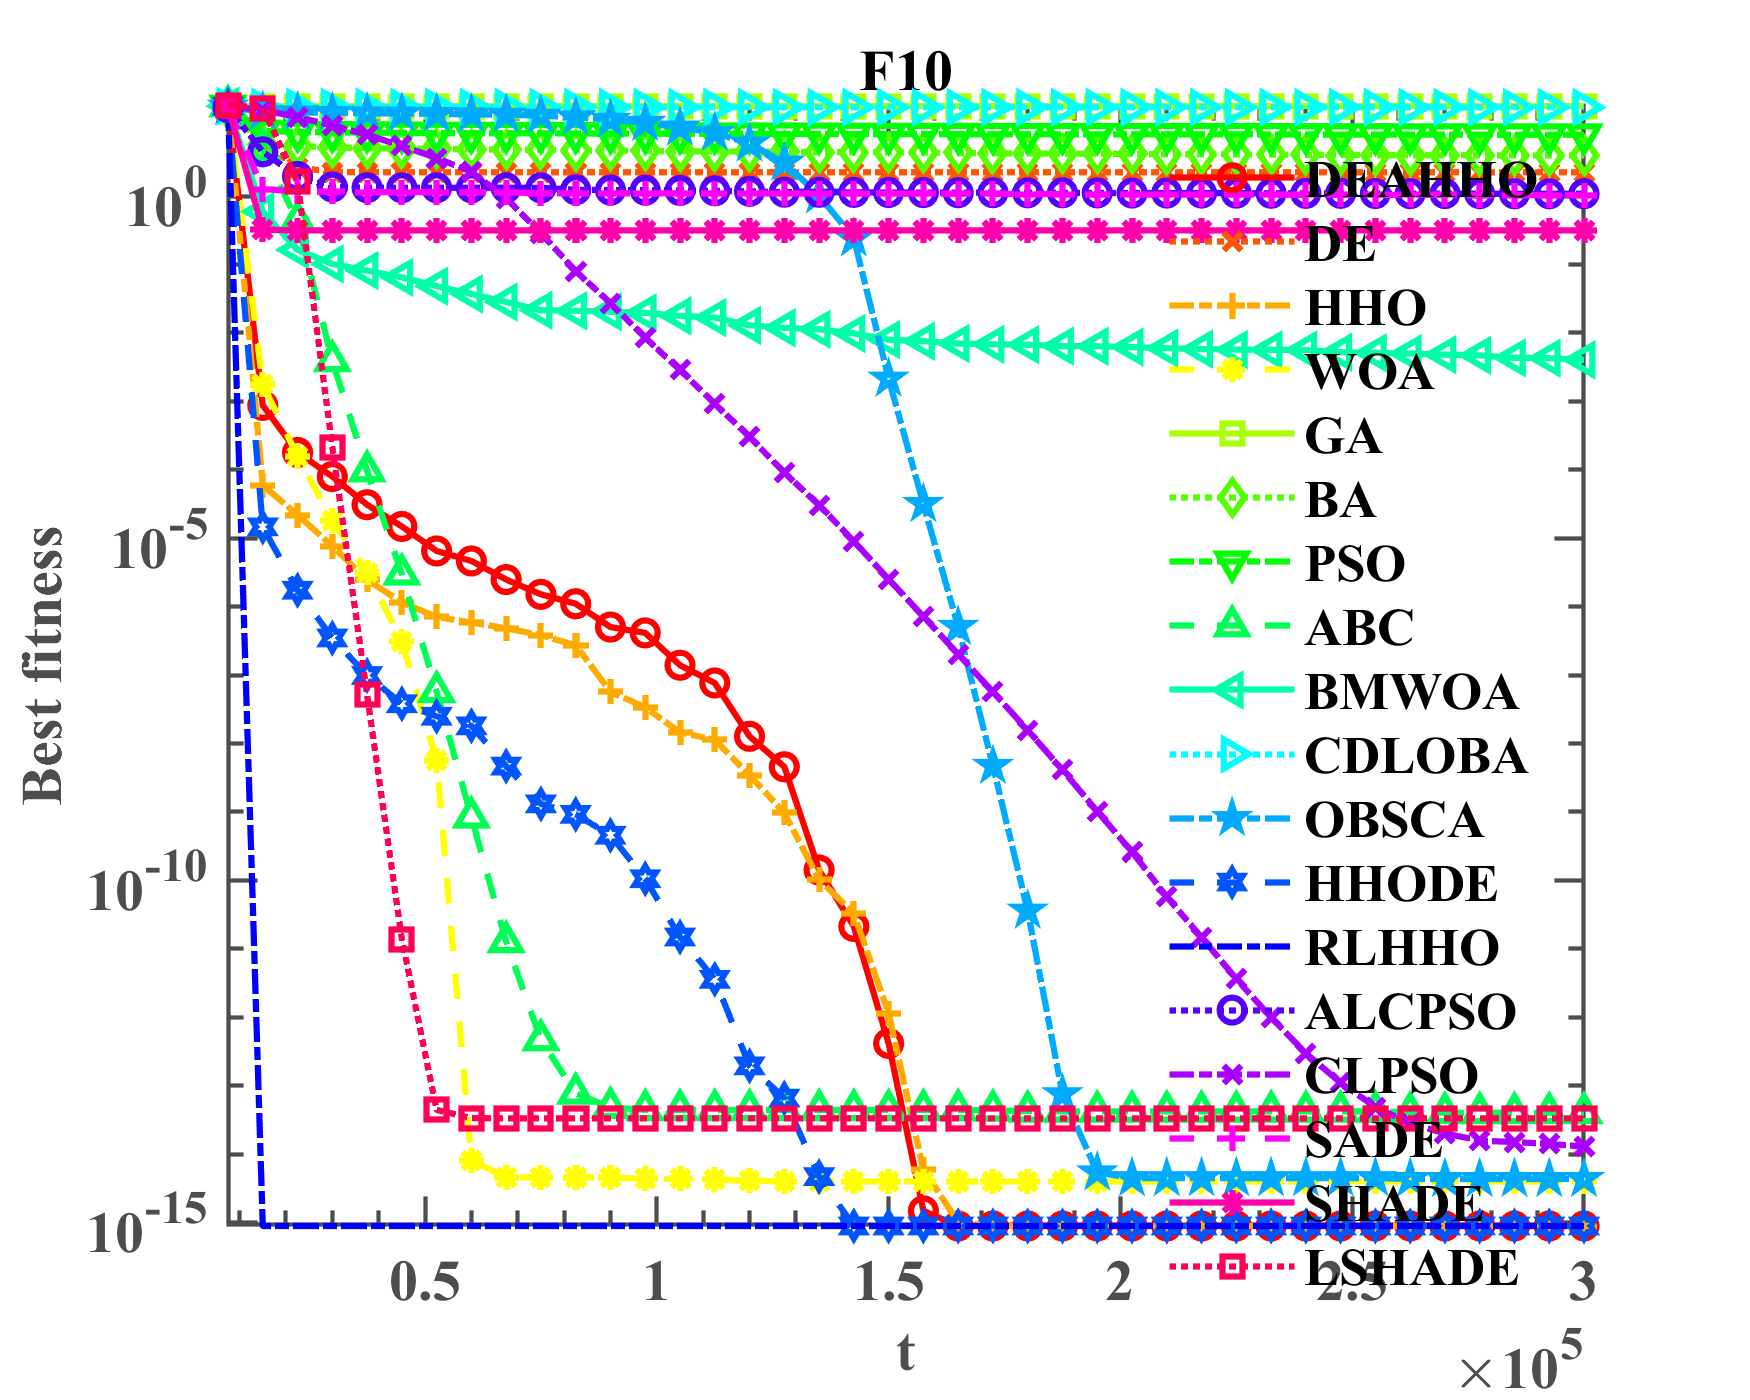 F10
Best fitness
10^0
10^-5
10^-10
10^-15
DEAHHO
DE
HHO
WOA
GA
BA
PSO
ABC
BMWOA
CDLOBA
OBSCA
HHODE
RLHHO
ALCPSO
CLPSO
SADE
SHADE
LSHADE
0.5 1 1.5 2 2.5 3
t
×10^5